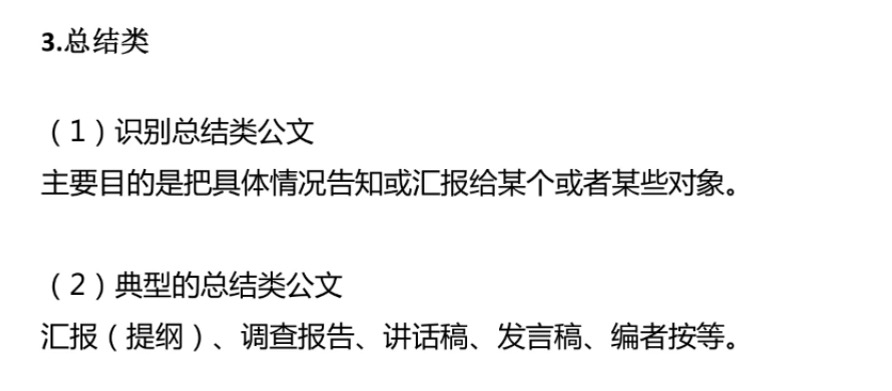 3.总结类
（1）识别总结类公文
主要目的是把具体情况告知或汇报给某个或者某些对象。
（2）典型的总结类公文
汇报（提纲）、调查报告、讲话稿、发言稿、编者按等。